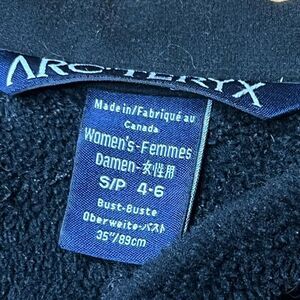 ARC'TERYX
Made in/Fabriqué au
Canada
Women's-Femmes
Damen-女性用
S/P 4-6
Bust-Buste
Oberweite-バスト
35"/89cm